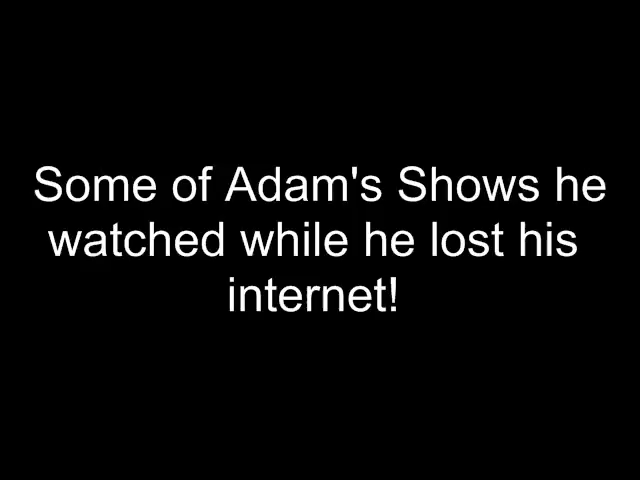 Some of Adam's Shows he
watched while he lost his
internet!